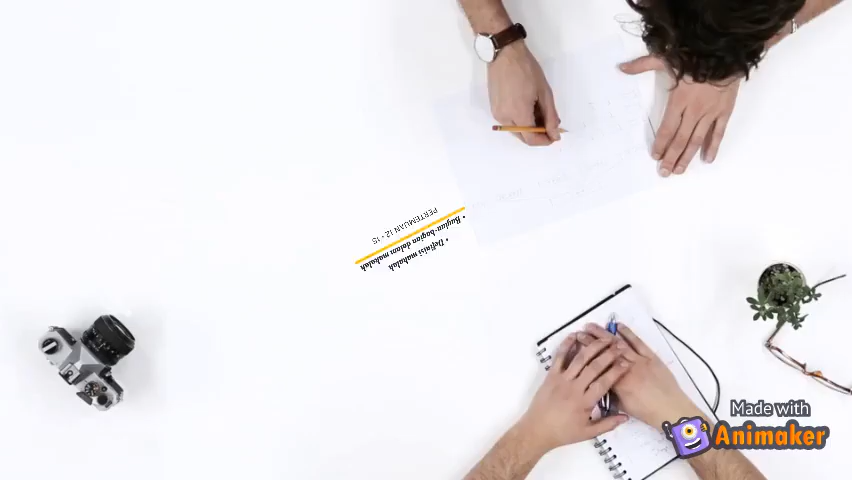 • Definisi makalah
• Bagian-bagian dalam makalah
PERTEMUAN 12 - 15
Made with
Animaker